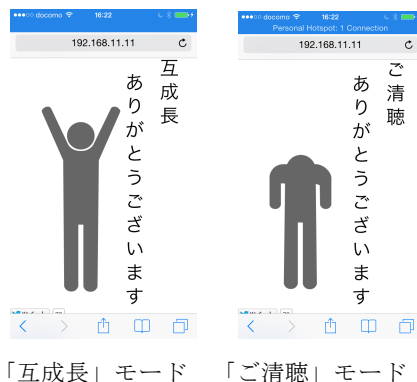 docomo 16:22
192.168.11.11
互成長
ありがとうございます
「互成長」モード
docomo 16:22
Personal Hotspot: 1 Connection
192.168.11.11
ご清聴
ありがとうございます
「ご清聴」モード